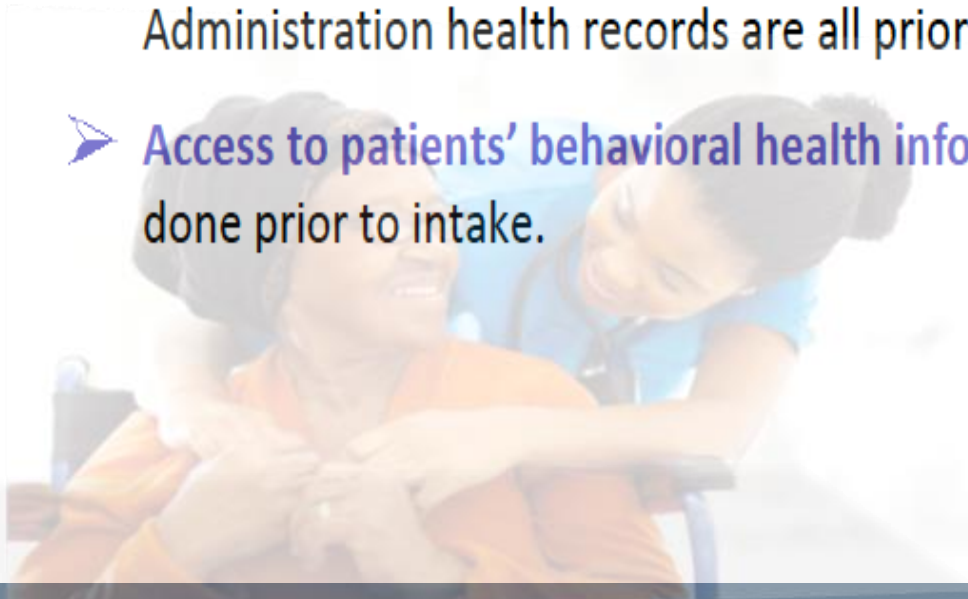 Administration health records are all prior
Access to patients’ behavioral health info
done prior to intake.